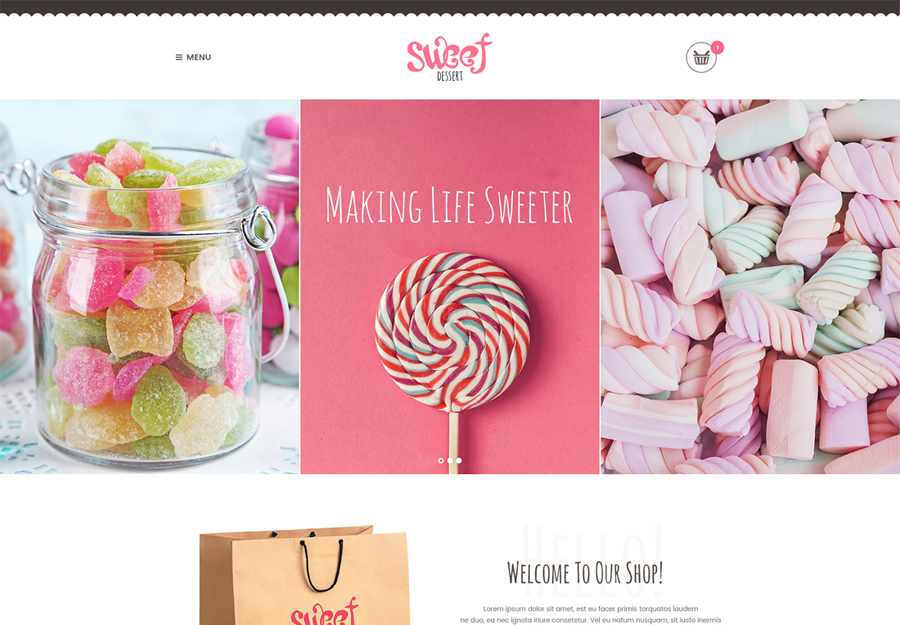 MENU
Sweet
DESSERT
1
MAKING LIFE SWEETER
HELLO!
WELCOME TO OUR SHOP!
Lorem ipsum dolor sit amet, est eu facer primis torquatos laudem
ne duo, ea nec ignota iriure consetetur. Vel eu natum nusquam, sit iusto inermis
Sweet